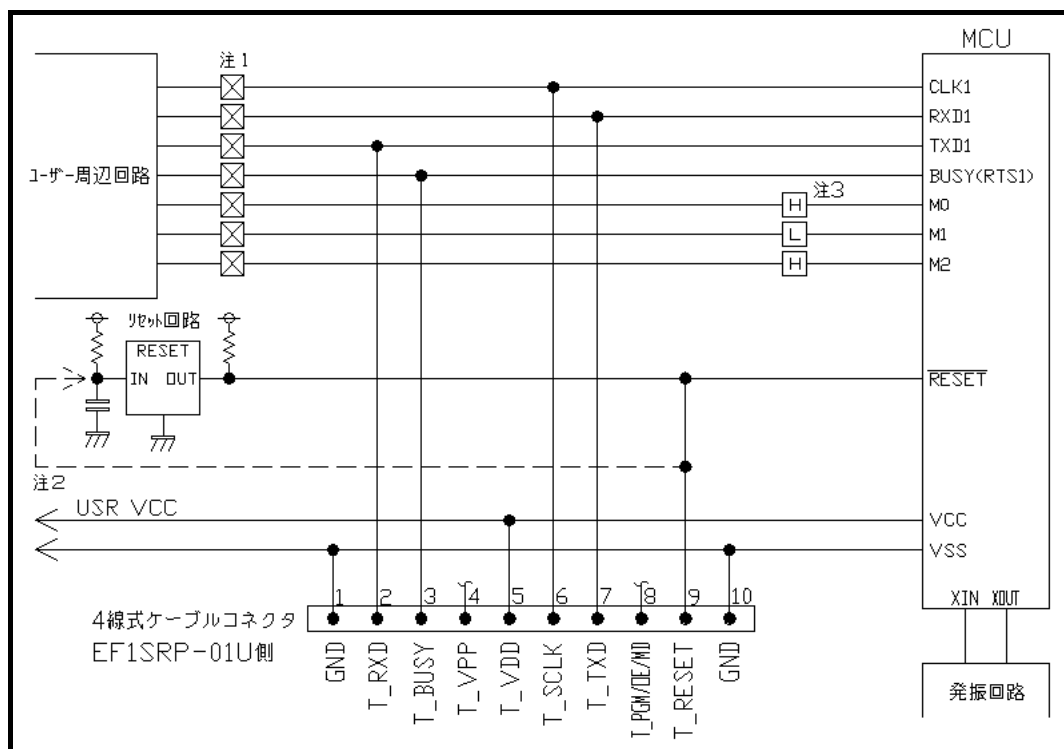 MCU
注1
CLK1
RXD1
TXD1
ユーザー周辺回路
BUSY(RTS1)
注3
H
M0
L
M1
H
M2
リセット回路
RESET
IN OUT
RESET
注2
USR VCC
VCC
VSS
XIN XOUT
1 2 3 4 5 6 7 8 9 10
4線式ケーブルコネクタ
EF1SRP-01U側
GND
T_RXD
T_BUSY
T_VPP
T_VDD
T_SCLK
T_TXD
T_PGM/OE/MD
T_RESET
GND
発振回路